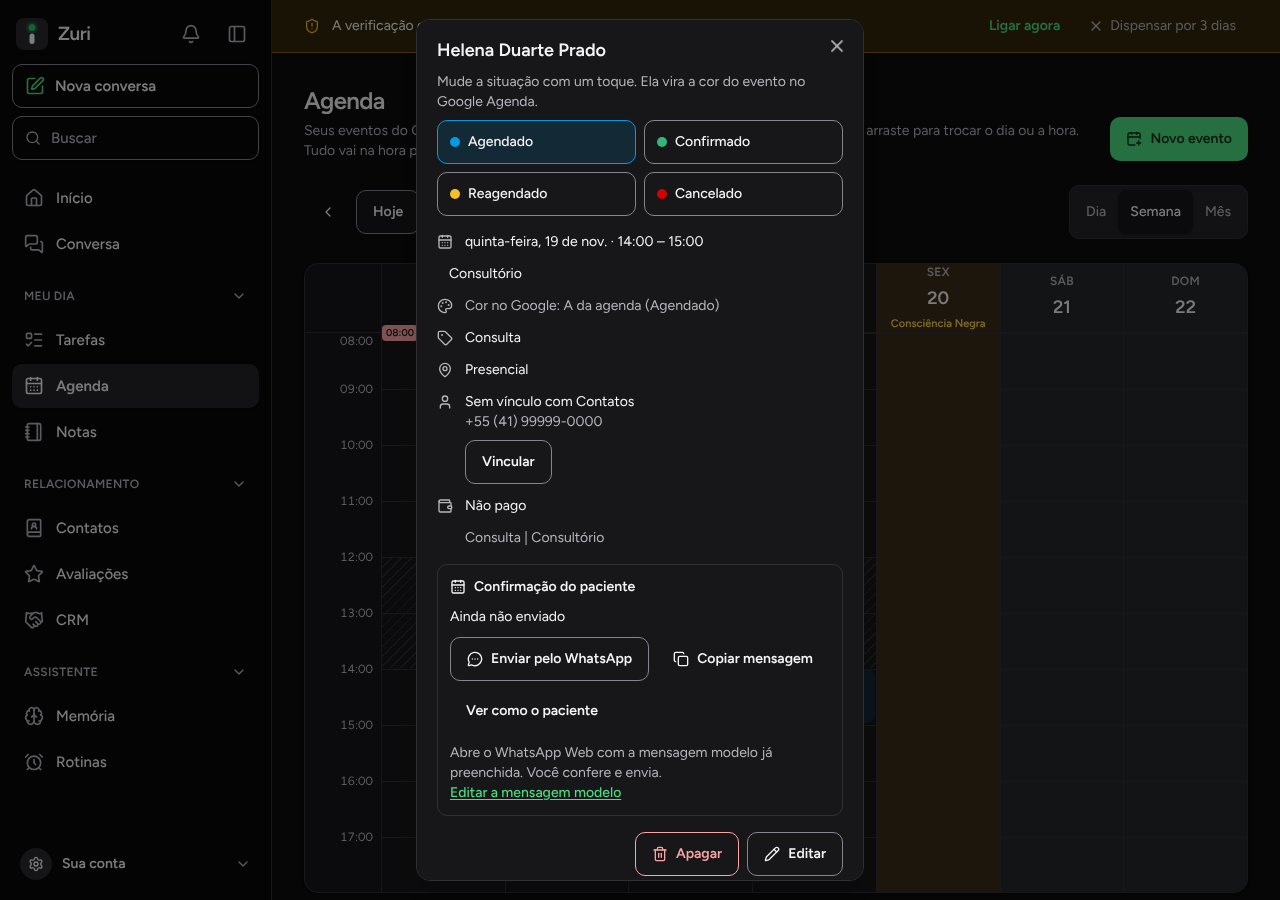 Zuri
Nova conversa
Buscar
Início
Conversa
MEU DIA
Tarefas
Agenda
Notas
RELACIONAMENTO
Contatos
Avaliações
CRM
ASSISTENTE
Memória
Rotinas
Sua conta
A verificação
Ligar agora
Dispensar por 3 dias
Agenda
Seus eventos do
arraste para trocar o dia ou a hora.
Tudo vai na hora
Novo evento
Hoje
Dia
Semana
Mês
SEX
20
Consciência Negra
SÁB
21
DOM
22
08:00
08:00
09:00
10:00
11:00
12:00
13:00
14:00
15:00
16:00
17:00
Helena Duarte Prado
Mude a situação com um toque. Ela vira a cor do evento no
Google Agenda.
Agendado
Confirmado
Reagendado
Cancelado
quinta-feira, 19 de nov. · 14:00 – 15:00
Consultório
Cor no Google: A da agenda (Agendado)
Consulta
Presencial
Sem vínculo com Contatos
+55 (41) 99999-0000
Vincular
Não pago
Consulta | Consultório
Confirmação do paciente
Ainda não enviado
Enviar pelo WhatsApp
Copiar mensagem
Ver como o paciente
Abre o WhatsApp Web com a mensagem modelo já
preenchida. Você confere e envia.
Editar a mensagem modelo
Apagar
Editar